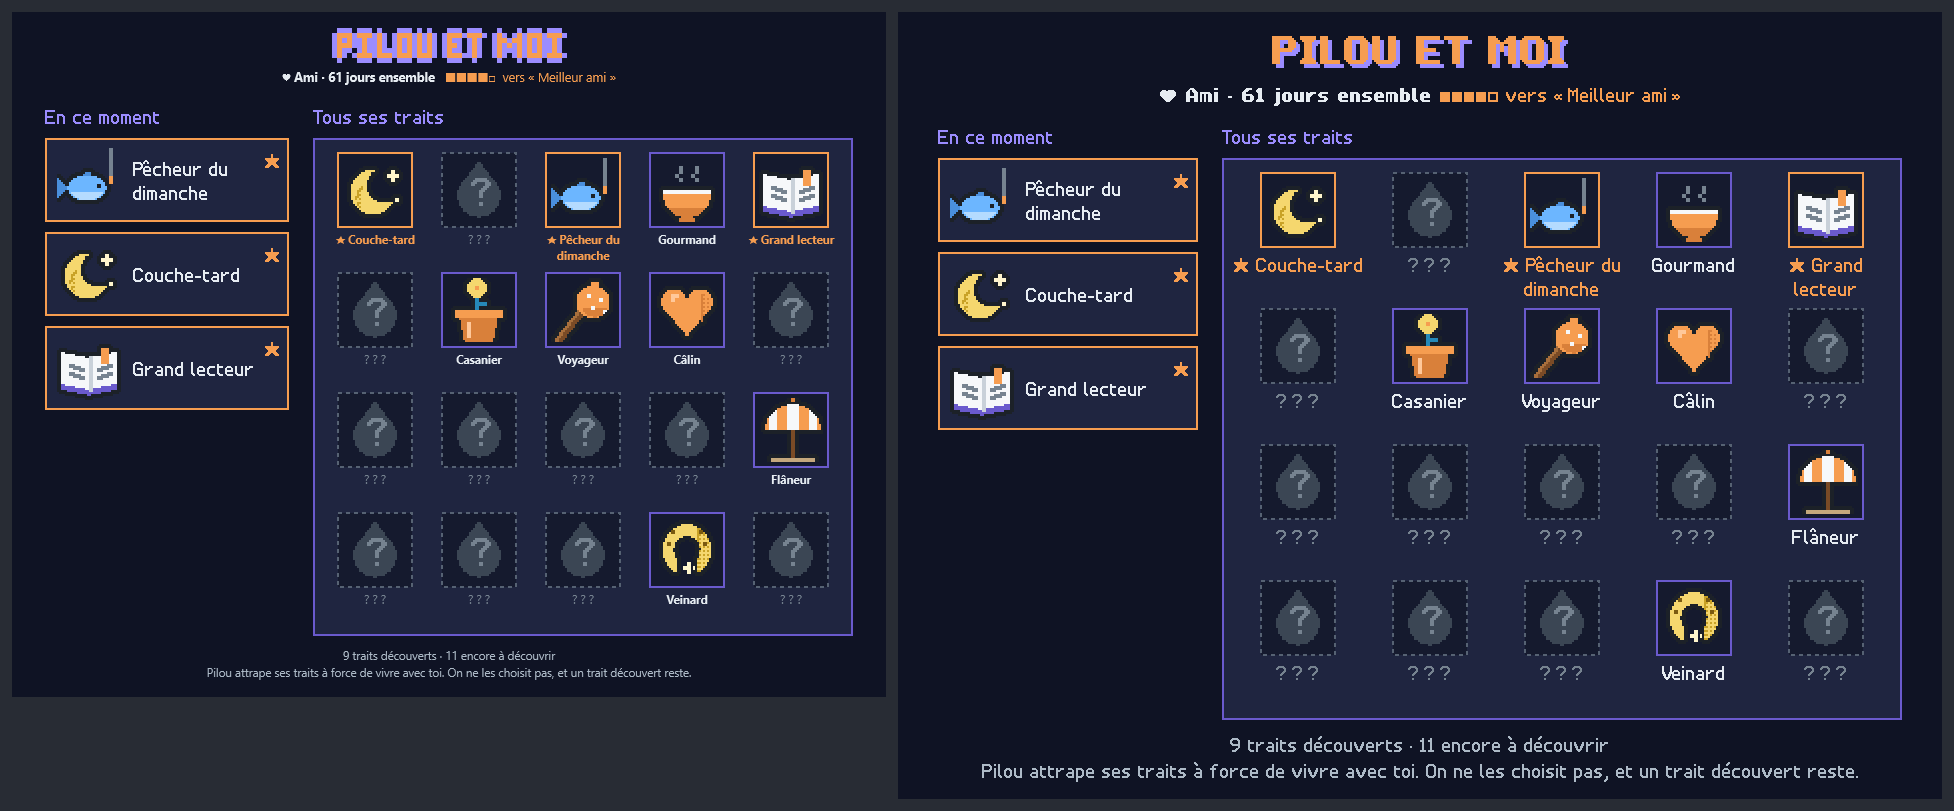 PILOU ET MOI
♥ Ami · 61 jours ensemble ■■■■□ vers « Meilleur ami »
En ce moment
Pêcheur du
dimanche
★
Couche-tard
★
Grand lecteur
★
Tous ses traits
★ Couche-tard ??? ★ Pêcheur du Gourmand ★ Grand lecteur
dimanche
??? Casanier Voyageur Câlin ???
??? ??? ??? ??? Flâneur
??? ??? ??? Veinard ???
9 traits découverts · 11 encore à découvrir
Pilou attrape ses traits à force de vivre avec toi. On ne les choisit pas, et un trait découvert reste.
PILOU ET MOI
♥ Ami · 61 jours ensemble ■■■■□ vers « Meilleur ami »
En ce moment
Pêcheur du
dimanche
★
Couche-tard
★
Grand lecteur
★
Tous ses traits
★ Couche-tard ??? ★ Pêcheur du Gourmand ★ Grand
dimanche lecteur
??? Casanier Voyageur Câlin ???
??? ??? ??? ??? Flâneur
??? ??? ??? Veinard ???
9 traits découverts · 11 encore à découvrir
Pilou attrape ses traits à force de vivre avec toi. On ne les choisit pas, et un trait découvert reste.